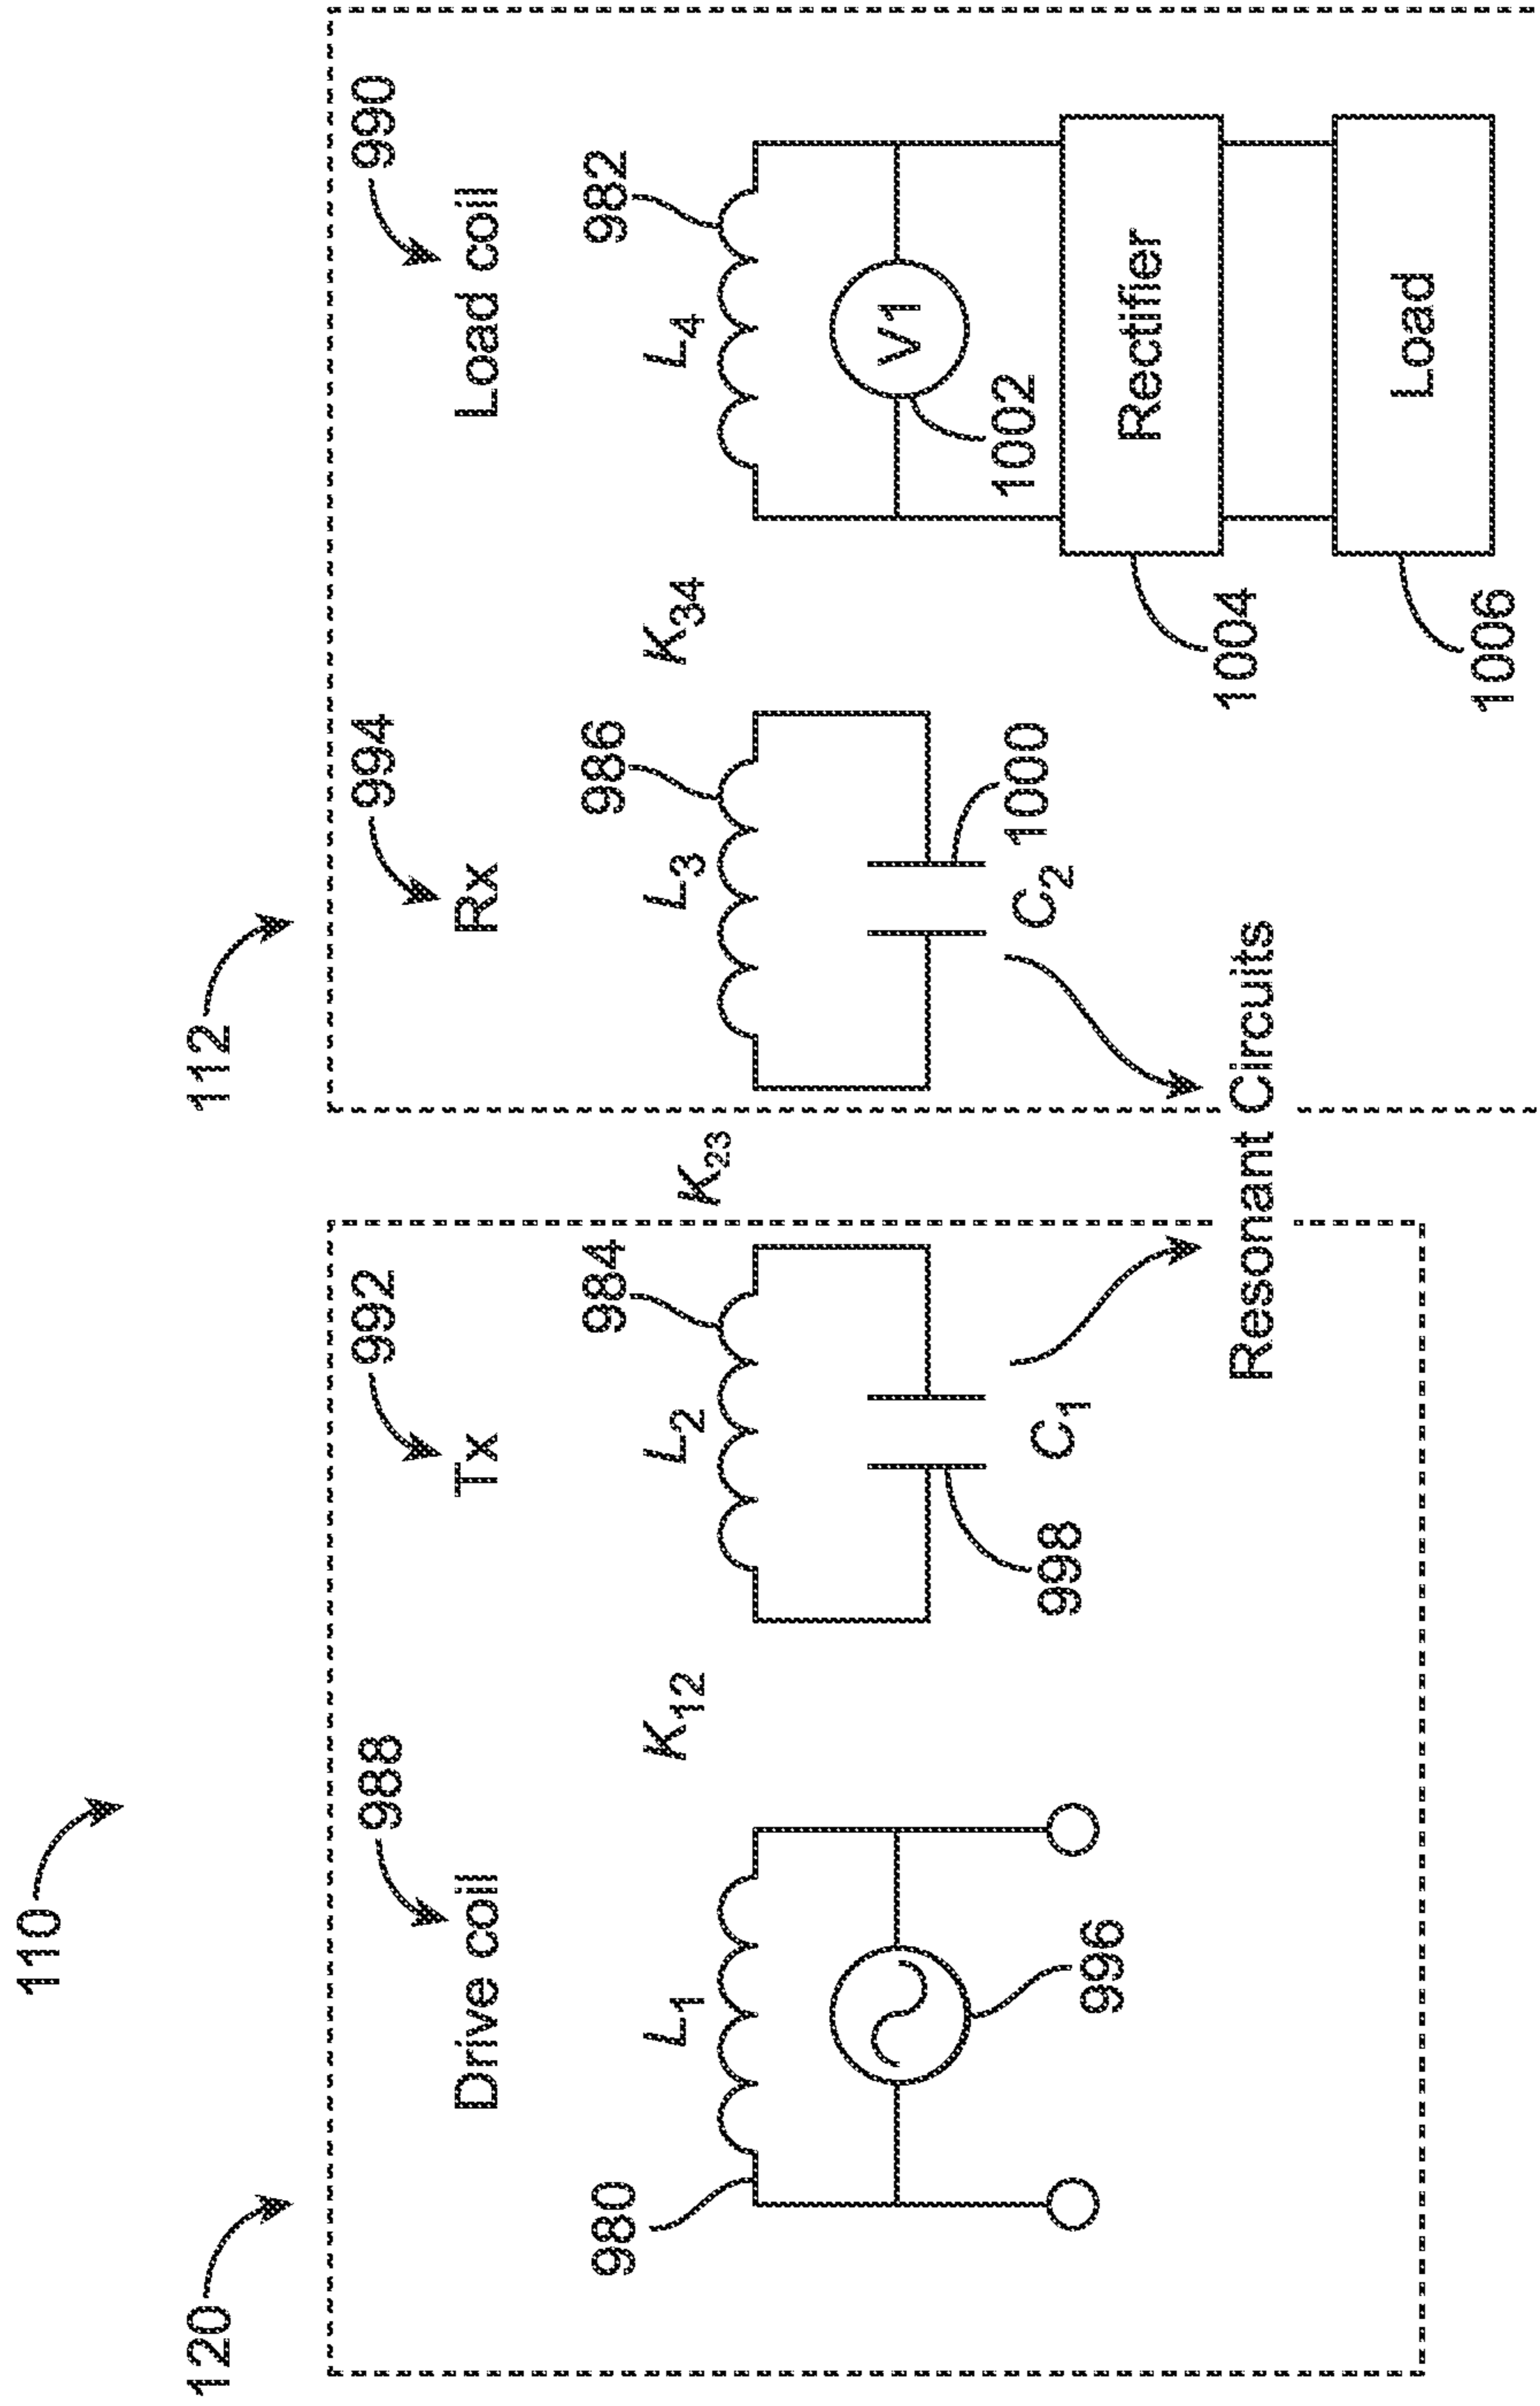 110
120
112
988
992
994
990
Drive coil
Tx
Rx
Load coil
980
984
986
982
L1
K12
L2
K23
L3
K34
L4
V1
996
998
C1
C2
1000
1002
Rectifier
1004
Resonant Circuits
Load
1006